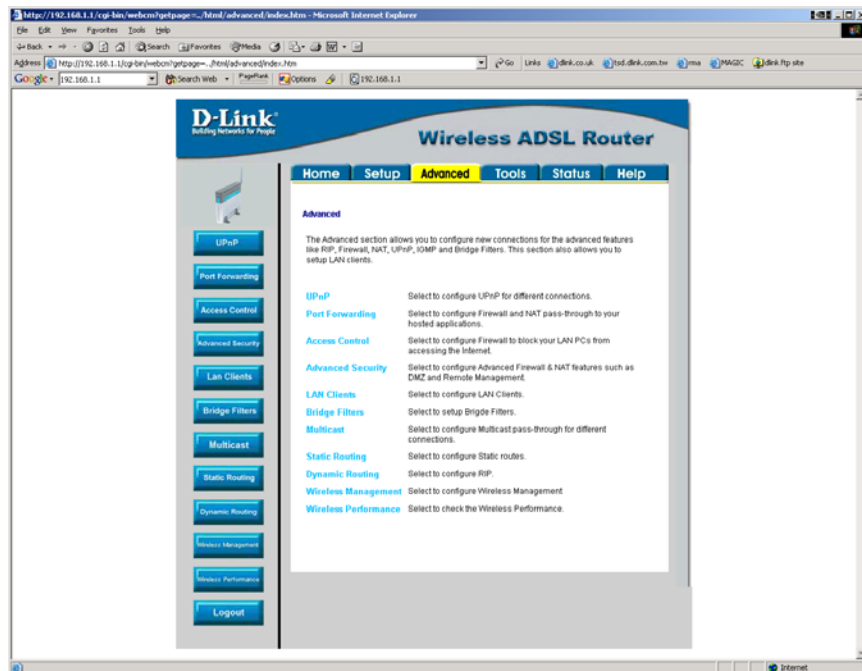 http://192.168.1.1/cgi-bin/webcm?getpage=../html/advanced/index.htm - Microsoft Internet Explorer
File Edit View Favorites Tools Help
Back Search Favorites Media
Address http://192.168.1.1/cgi-bin/webcm?getpage=../html/advanced/index.htm Go Links dlink.co.uk tsd.dlink.com.tw rma MAGIC dlink ftp site
Google 192.168.1.1 Search Web PageRank Options 192.168.1.1
D-Link
Building Networks for People
Wireless ADSL Router
Home Setup Advanced Tools Status Help
Advanced
The Advanced section allows you to configure new connections for the advanced features
like RIP, Firewall, NAT, UPnP, IGMP and Bridge Filters. This section also allows you to
setup LAN clients.
UPnP Select to configure UPnP for different connections.
Port Forwarding Select to configure Firewall and NAT pass-through to your
hosted applications.
Access Control Select to configure Firewall to block your LAN PCs from
accessing the Internet.
Advanced Security Select to configure Advanced Firewall & NAT features such as
DMZ and Remote Management.
LAN Clients Select to configure LAN Clients.
Bridge Filters Select to setup Brigde Filters.
Multicast Select to configure Multicast pass-through for different
connections.
Static Routing Select to configure Static routes.
Dynamic Routing Select to configure RIP.
Wireless Management Select to configure Wireless Management
Wireless Performance Select to check the Wireless Performance.
UPnP
Port Forwarding
Access Control
Advanced Security
Lan Clients
Bridge Filters
Multicast
Static Routing
Dynamic Routing
Wireless Management
Wireless Performance
Logout
Internet